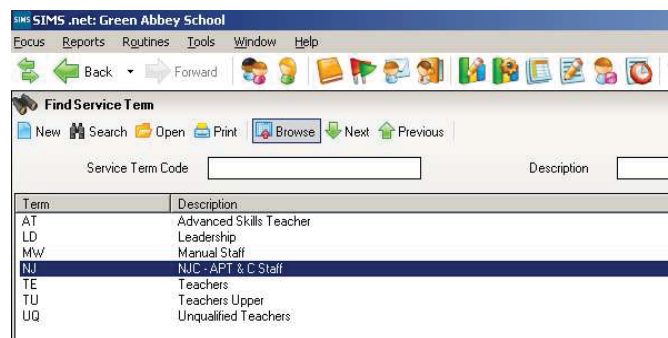 SIMS .net: Green Abbey School
Focus Reports Routines Tools Window Help
Back Forward
Find Service Term
New Search Open Print Browse Next Previous
Service Term Code Description
Term Description
AT Advanced Skills Teacher
LD Leadership
MW Manual Staff
NJ NJC - APT & C Staff
TE Teachers
TU Teachers Upper
UQ Unqualified Teachers